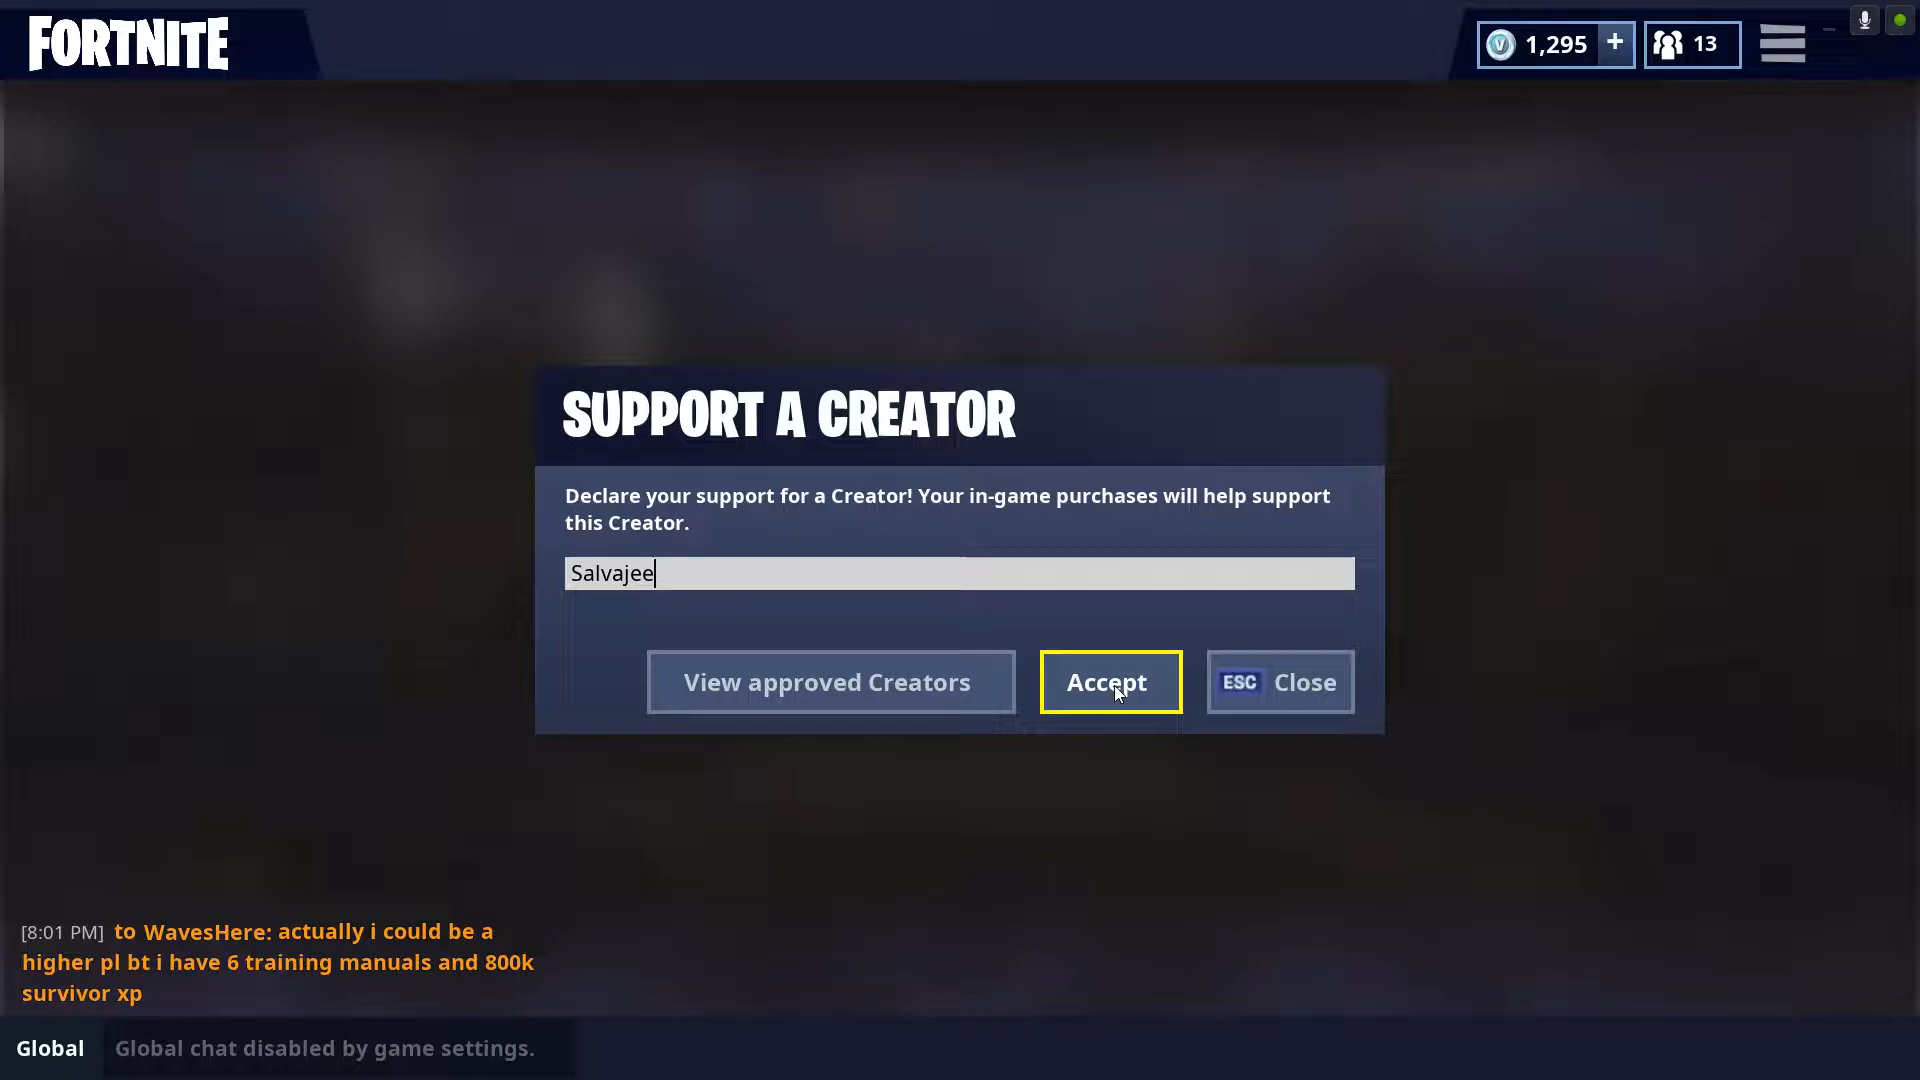 FORTNITE
1,295 +
13
SUPPORT A CREATOR
Declare your support for a Creator! Your in-game purchases will help support
this Creator.
Salvajee
View approved Creators
Accept
ESC Close
[8:01 PM] to WavesHere: actually i could be a
higher pl bt i have 6 training manuals and 800k
survivor xp
Global
Global chat disabled by game settings.